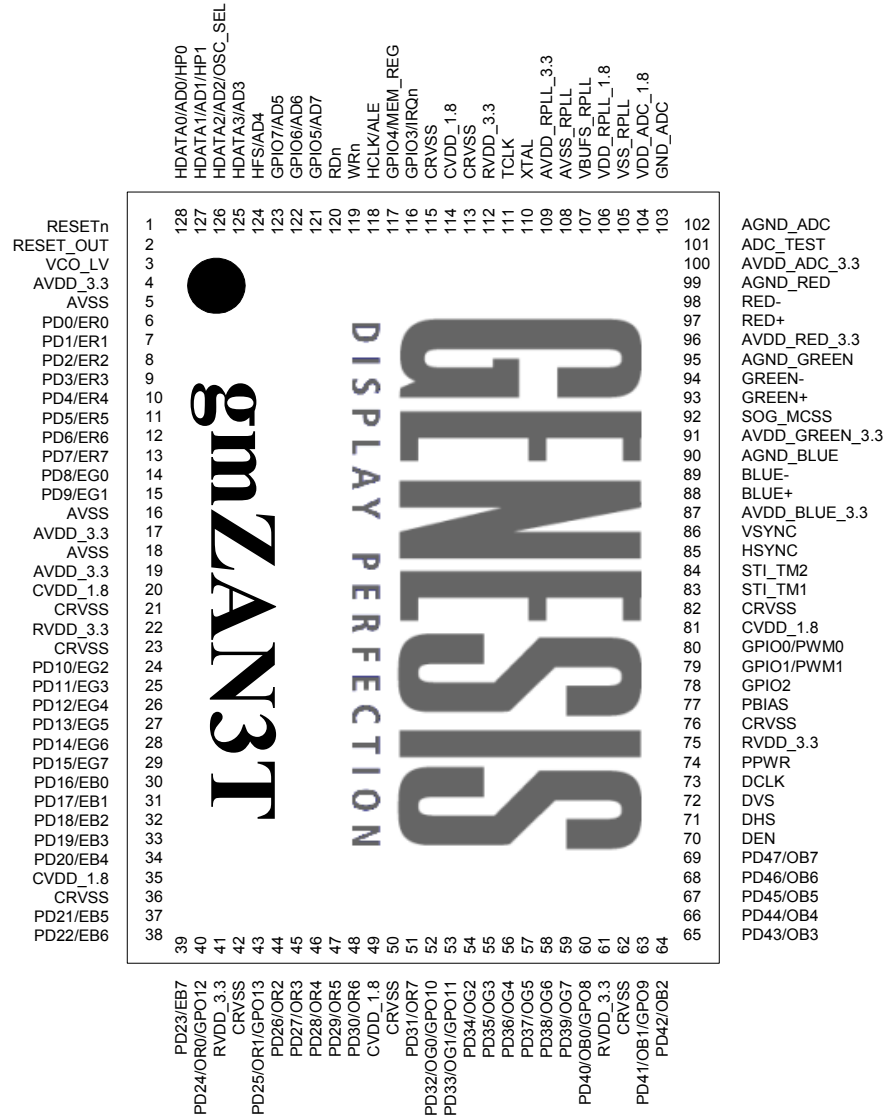 HDATA0/AD0/HP0
HDATA1/AD1/HP1
HDATA2/AD2/OSC_SEL
HDATA3/AD3
HFS/AD4
GPIO7/AD5
GPIO6/AD6
GPIO5/AD7
RDn
WRn
HCLK/ALE
GPIO4/MEM_REG
GPIO3/IRQn
CRVSS
CVDD_1.8
CRVSS
RVDD_3.3
TCLK
XTAL
AVDD_RPLL_3.3
AVSS_RPLL
VBUFS_RPLL
VDD_RPLL_1.8
VSS_RPLL
VDD_ADC_1.8
GND_ADC
128
127
126
125
124
123
122
121
120
119
118
117
116
115
114
113
112
111
110
109
108
107
106
105
104
103
RESETn 1
RESET_OUT 2
VCO_LV 3
AVDD_3.3 4
AVSS 5
PD0/ER0 6
PD1/ER1 7
PD2/ER2 8
PD3/ER3 9
PD4/ER4 10
PD5/ER5 11
PD6/ER6 12
PD7/ER7 13
PD8/EG0 14
PD9/EG1 15
AVSS 16
AVDD_3.3 17
AVSS 18
AVDD_3.3 19
CVDD_1.8 20
CRVSS 21
RVDD_3.3 22
CRVSS 23
PD10/EG2 24
PD11/EG3 25
PD12/EG4 26
PD13/EG5 27
PD14/EG6 28
PD15/EG7 29
PD16/EB0 30
PD17/EB1 31
PD18/EB2 32
PD19/EB3 33
PD20/EB4 34
CVDD_1.8 35
CRVSS 36
PD21/EB5 37
PD22/EB6 38
gmZAN3T
DISPLAY PERFECTION
GENESIS
102 AGND_ADC
101 ADC_TEST
100 AVDD_ADC_3.3
99 AGND_RED
98 RED-
97 RED+
96 AVDD_RED_3.3
95 AGND_GREEN
94 GREEN-
93 GREEN+
92 SOG_MCSS
91 AVDD_GREEN_3.3
90 AGND_BLUE
89 BLUE-
88 BLUE+
87 AVDD_BLUE_3.3
86 VSYNC
85 HSYNC
84 STI_TM2
83 STI_TM1
82 CRVSS
81 CVDD_1.8
80 GPIO0/PWM0
79 GPIO1/PWM1
78 GPIO2
77 PBIAS
76 CRVSS
75 RVDD_3.3
74 PPWR
73 DCLK
72 DVS
71 DHS
70 DEN
69 PD47/OB7
68 PD46/OB6
67 PD45/OB5
66 PD44/OB4
65 PD43/OB3
39
40
41
42
43
44
45
46
47
48
49
50
51
52
53
54
55
56
57
58
59
60
61
62
63
64
PD23/EB7
PD24/OR0/GPO12
RVDD_3.3
CRVSS
PD25/OR1/GPO13
PD26/OR2
PD27/OR3
PD28/OR4
PD29/OR5
PD30/OR6
CVDD_1.8
CRVSS
PD31/OR7
PD32/OG0/GPO10
PD33/OG1/GPO11
PD34/OG2
PD35/OG3
PD36/OG4
PD37/OG5
PD38/OG6
PD39/OG7
PD40/OB0/GPO8
RVDD_3.3
CRVSS
PD41/OB1/GPO9
PD42/OB2